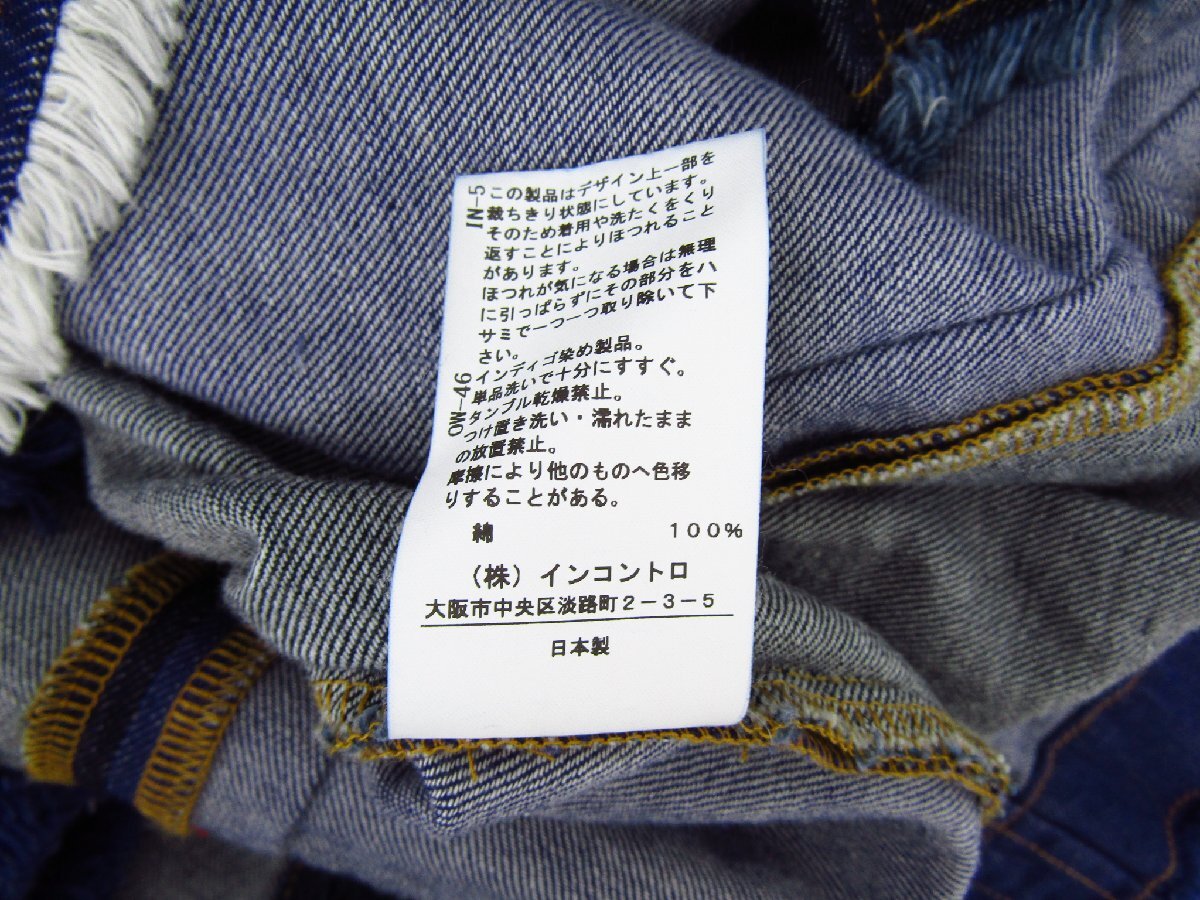 IN-5
この製品はデザイン上一部を
裁ちきり状態にしています。
そのため着用や洗たくをくり
返すことによりほつれること
があります。
ほつれが気になる場合は無理
に引っぱらずにその部分をハ
サミで一つ一つ取り除いて下
さい。
OW-46
インディゴ染め製品。
単品洗いで十分にすすぐ。
タンブル乾燥禁止。
つけ置き洗い・濡れたまま
の放置禁止。
摩擦により他のものへ色移
りすることがある。
綿 100%
(株)インコントロ
大阪市中央区淡路町2-3-5
日本製